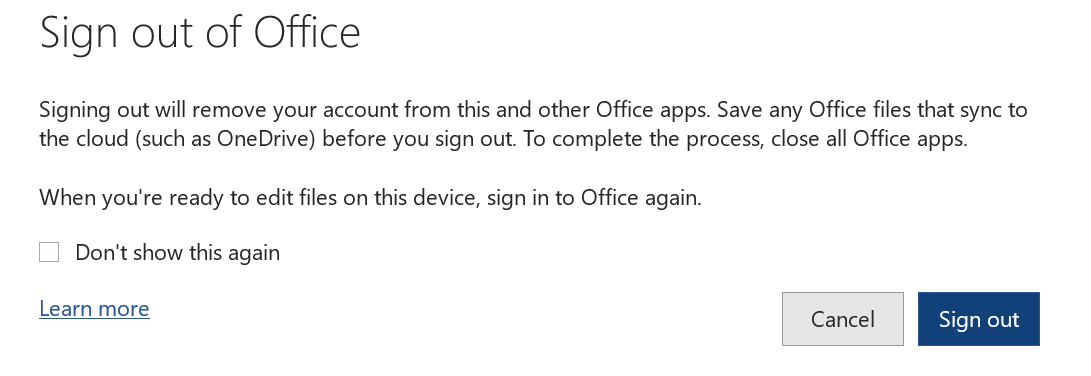 Sign out of Office
Signing out will remove your account from this and other Office apps. Save any Office files that sync to
the cloud (such as OneDrive) before you sign out. To complete the process, close all Office apps.
When you're ready to edit files on this device, sign in to Office again.
Don't show this again
Learn more
Cancel
Sign out